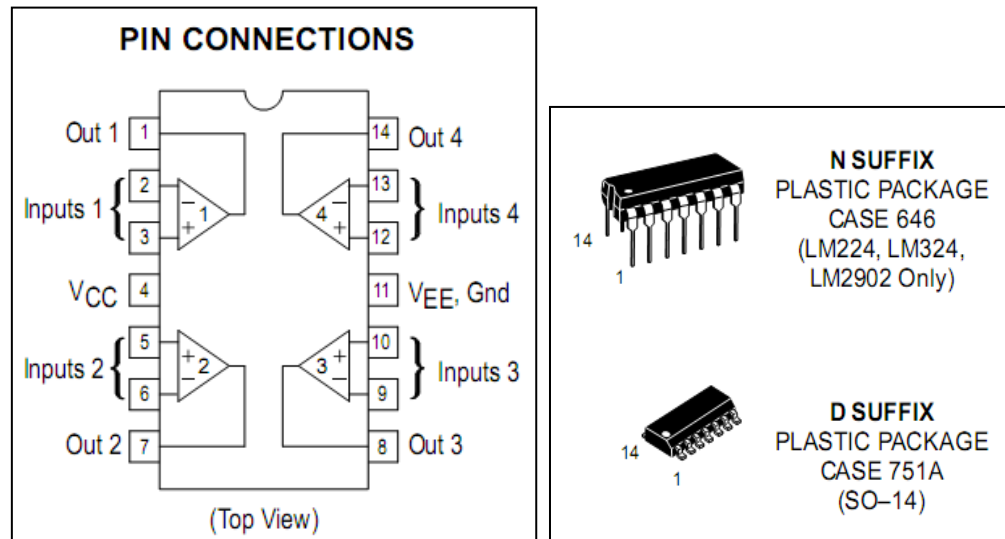 PIN CONNECTIONS
Out 1 1 14 Out 4
2 13
Inputs 1 − 1 + − 4 + Inputs 4
3 12
VCC 4 11 VEE, Gnd
5 10
Inputs 2 + 2 − + 3 − Inputs 3
6 9
Out 2 7 8 Out 3
(Top View)
N SUFFIX
PLASTIC PACKAGE
CASE 646
(LM224, LM324,
LM2902 Only)
14
1
D SUFFIX
PLASTIC PACKAGE
CASE 751A
(SO–14)
14
1